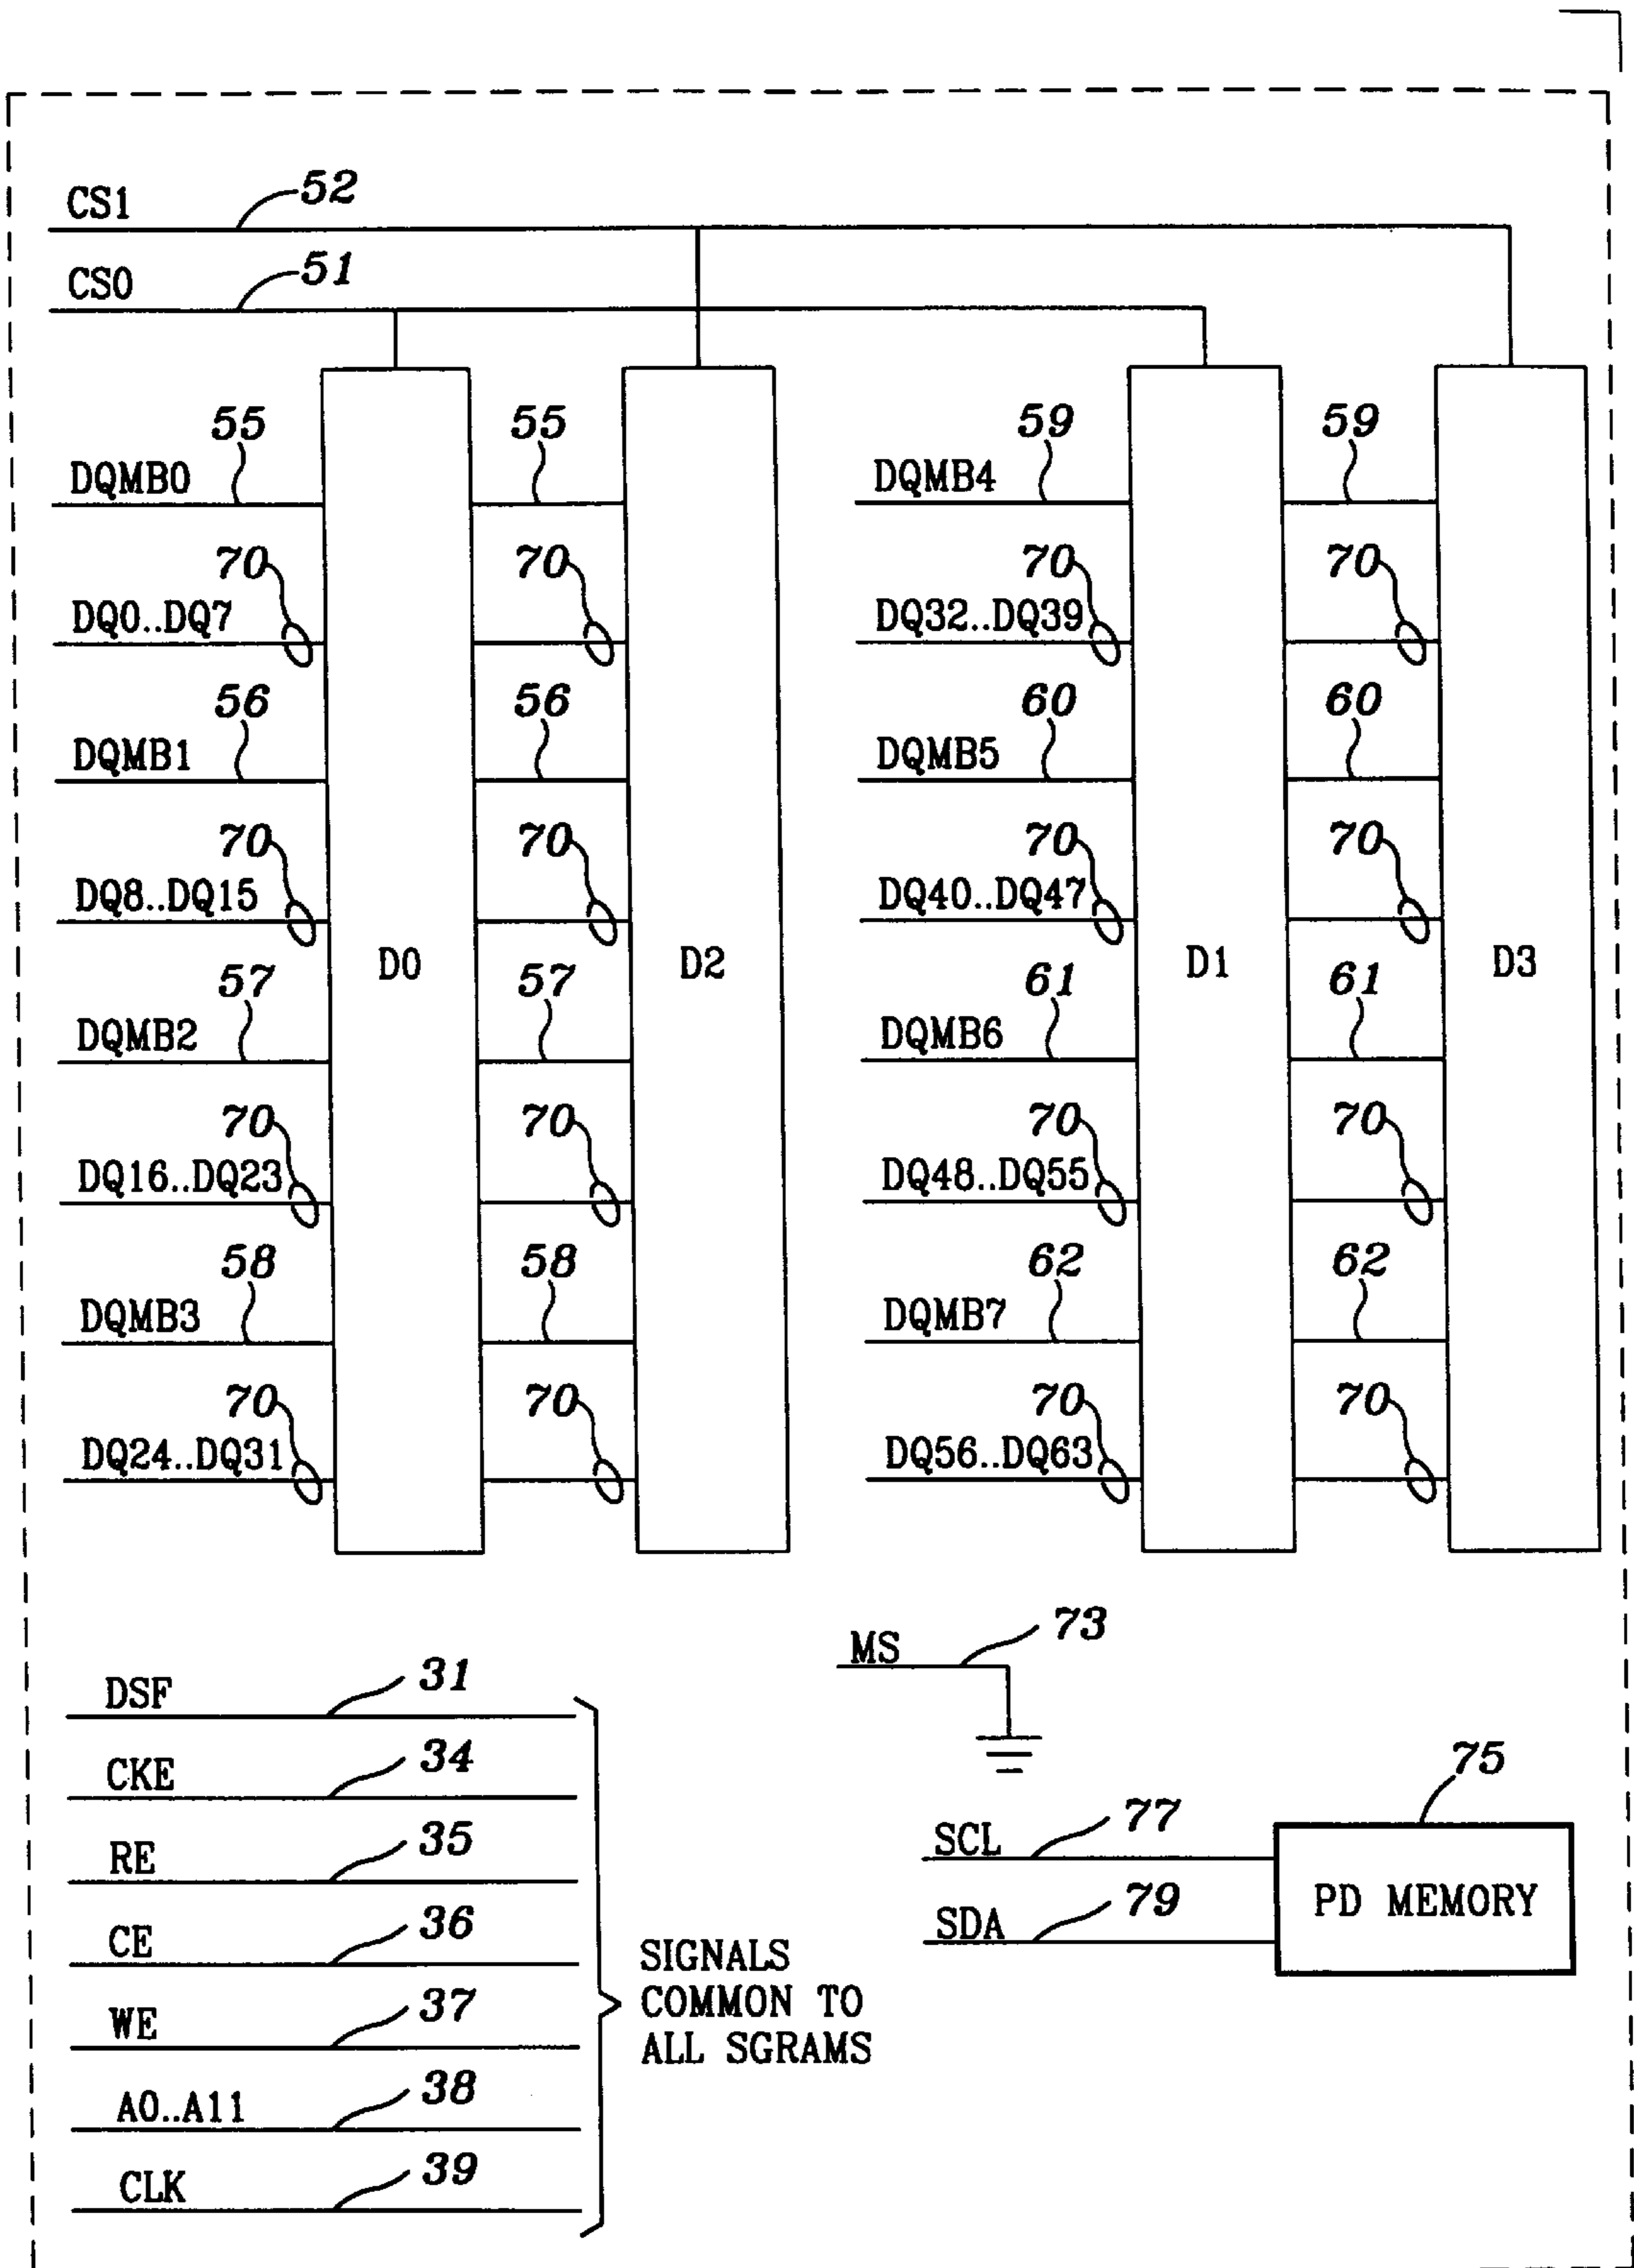 CS1 52
CS0 51
55 55 59 59
DQMB0 DQMB4
70 70 70 70
DQ0..DQ7 DQ32..DQ39
56 56 60 60
DQMB1 DQMB5
70 70 70 70
DQ8..DQ15 DQ40..DQ47
D0 D2 D1 D3
57 57 61 61
DQMB2 DQMB6
70 70 70 70
DQ16..DQ23 DQ48..DQ55
58 58 62 62
DQMB3 DQMB7
70 70 70 70
DQ24..DQ31 DQ56..DQ63
MS 73
DSF 31
CKE 34
RE 35
CE 36
WE 37
A0..A11 38
CLK 39
SIGNALS
COMMON TO
ALL SGRAMS
75
SCL 77
SDA 79
PD MEMORY